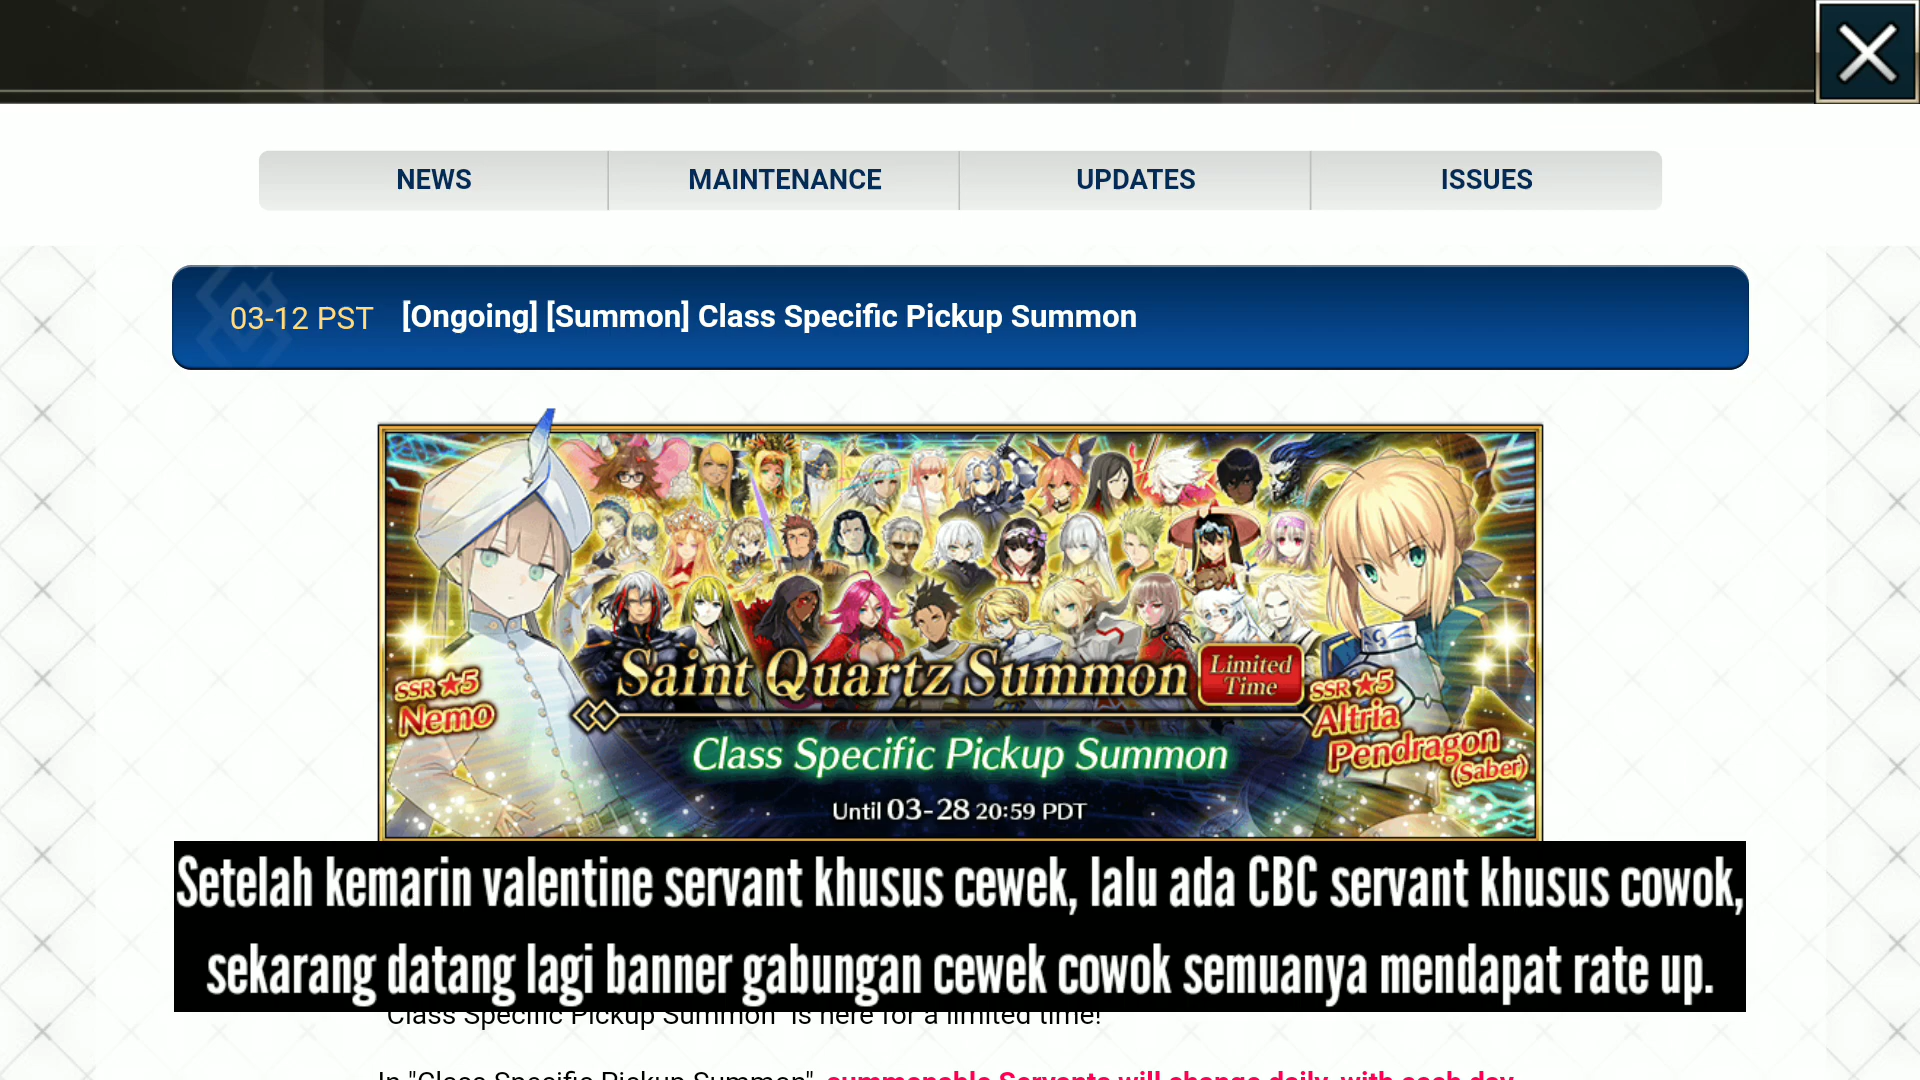 NEWS
MAINTENANCE
UPDATES
ISSUES
03-12 PST [Ongoing] [Summon] Class Specific Pickup Summon
SSR ★5
Nemo
Saint Quartz Summon
Limited
Time
SSR ★5
Altria
Pendragon
(Saber)
Class Specific Pickup Summon
Until 03-28 20:59 PDT
Setelah kemarin valentine servant khusus cewek, lalu ada CBC servant khusus cowok,
sekarang datang lagi banner gabungan cewek cowok semuanya mendapat rate up.
"Class Specific Pickup Summon" is here for a limited time!
In "Class Specific Pickup Summon", summonable Servants will change daily, with each day